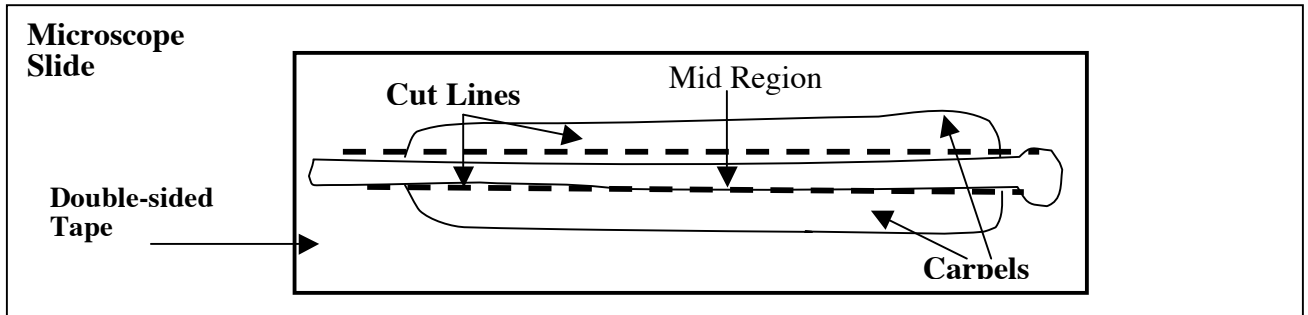 Microscope
Slide
Mid Region
Cut Lines
Double-sided
Tape
Carpels